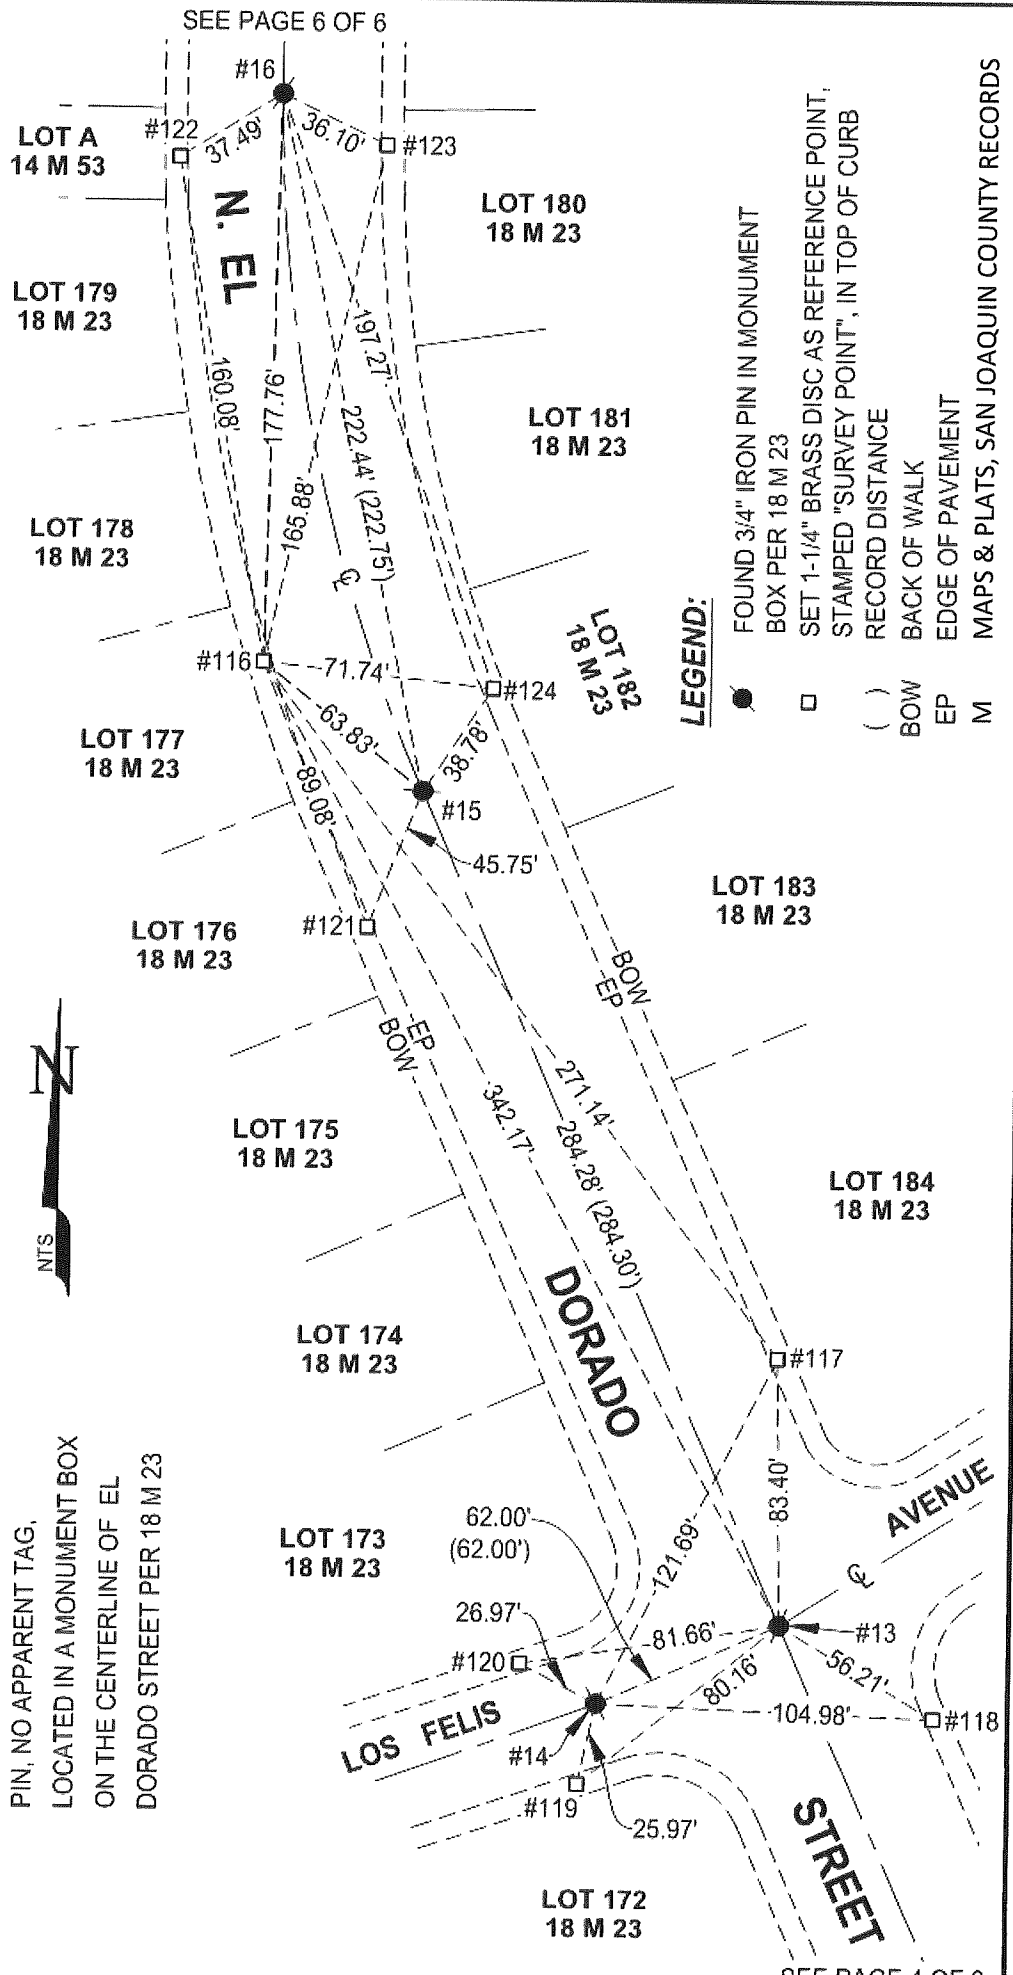 SEE PAGE 6 OF 6
#16
LOT A
14 M 53
#122
37.49'
36.10'
#123
N. EL
LOT 180
18 M 23
LOT 179
18 M 23
160.08'
177.76'
197.27'
222.44' (222.75')
165.88'
LOT 181
18 M 23
LOT 178
18 M 23
℄
#116
71.74'
#124
LOT 182
18 M 23
LOT 177
18 M 23
63.83'
38.78'
89.08'
#15
45.75'
LOT 183
18 M 23
LOT 176
18 M 23
#121
BOW
EP
EP
BOW
LOT 175
18 M 23
342.17'
271.14'
284.28' (284.30')
LOT 184
18 M 23
N
NTS
LOT 174
18 M 23
DORADO
#117
LOT 173
18 M 23
62.00'
(62.00')
83.40'
121.69'
AVENUE
℄
26.97'
81.66'
#13
#120
80.16'
56.21'
LOS FELIS
#14
104.98'
#118
#119
25.97'
STREET
LOT 172
18 M 23
SEE PAGE 4 OF 6
PIN, NO APPARENT TAG,
LOCATED IN A MONUMENT BOX
ON THE CENTERLINE OF EL
DORADO STREET PER 18 M 23
LEGEND:
FOUND 3/4" IRON PIN IN MONUMENT
BOX PER 18 M 23
SET 1-1/4" BRASS DISC AS REFERENCE POINT,
STAMPED "SURVEY POINT", IN TOP OF CURB
( ) RECORD DISTANCE
BOW BACK OF WALK
EP EDGE OF PAVEMENT
M MAPS & PLATS, SAN JOAQUIN COUNTY RECORDS